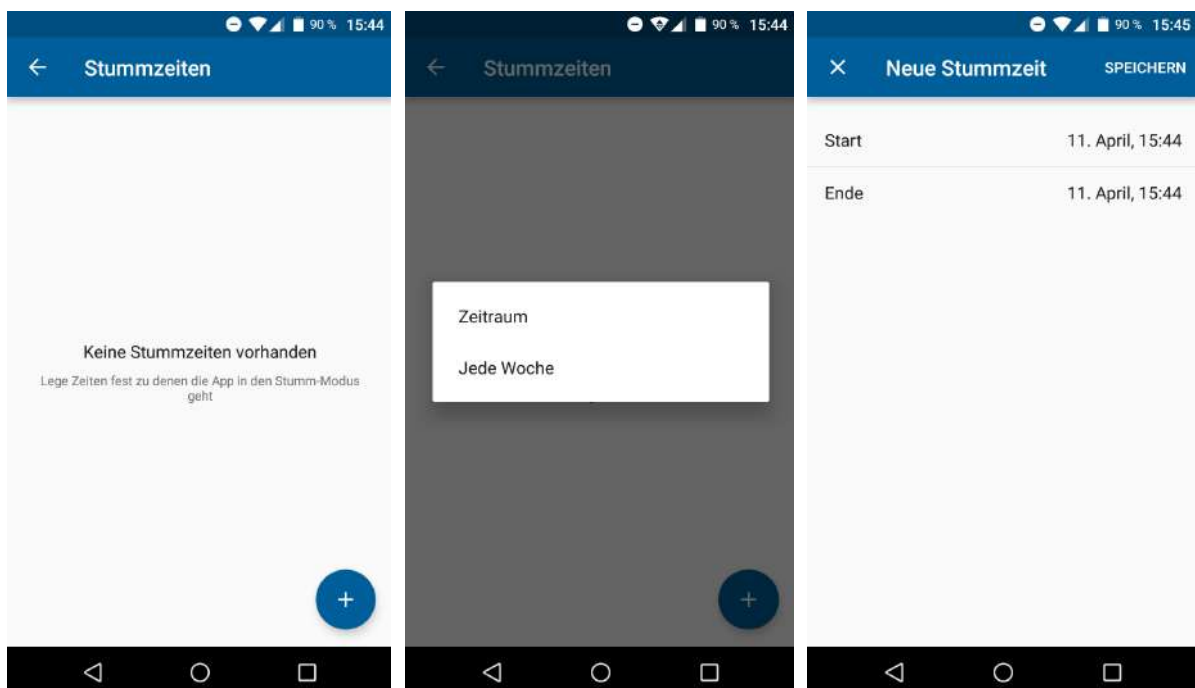 90 % 15:44
Stummzeiten
Keine Stummzeiten vorhanden
Lege Zeiten fest zu denen die App in den Stumm-Modus
geht
+
90 % 15:44
Stummzeiten
Zeitraum
Jede Woche
+
90 % 15:45
Neue Stummzeit SPEICHERN
Start 11. April, 15:44
Ende 11. April, 15:44